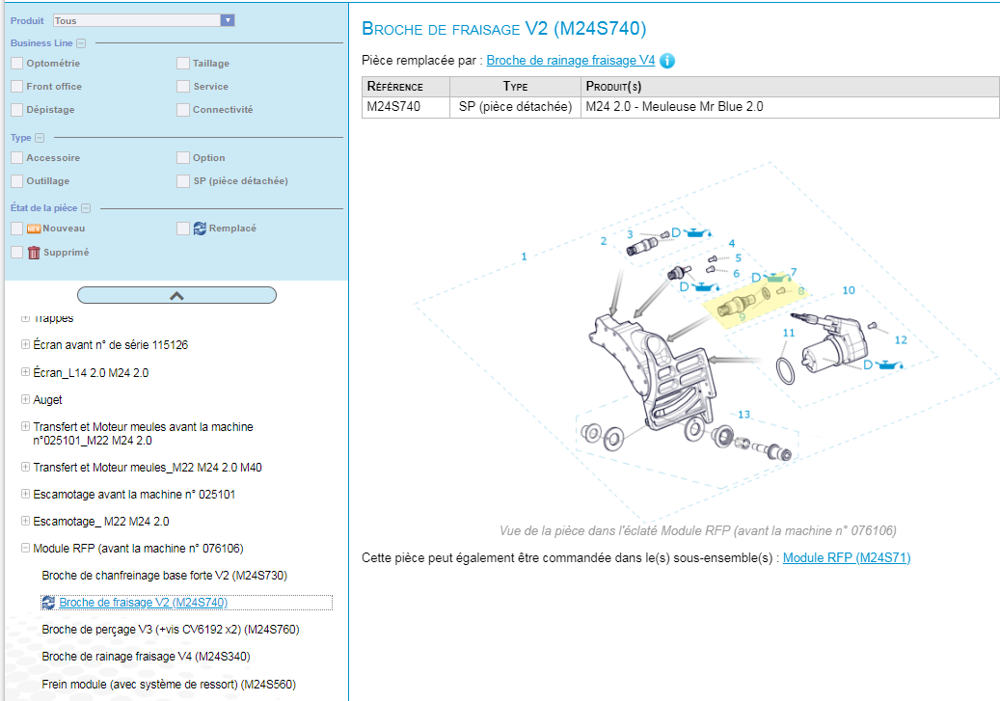 Produit Tous
Business Line
Optométrie Taillage
Front office Service
Dépistage Connectivité
Type
Accessoire Option
Outillage SP (pièce détachée)
État de la pièce
NEW Nouveau Remplacé
Supprimé
Trappes
Écran avant n° de série 115126
Écran_L14 2.0 M24 2.0
Auget
Transfert et Moteur meules avant la machine
n°025101_M22 M24 2.0
Transfert et Moteur meules_M22 M24 2.0 M40
Escamotage avant la machine n° 025101
Escamotage_ M22 M24 2.0
Module RFP (avant la machine n° 076106)
Broche de chanfreinage base forte V2 (M24S730)
Broche de fraisage V2 (M24S740)
Broche de perçage V3 (+vis CV6192 x2) (M24S760)
Broche de rainage fraisage V4 (M24S340)
Frein module (avec système de ressort) (M24S560)
Broche de fraisage V2 (M24S740)
Pièce remplacée par : Broche de rainage fraisage V4 i
Référence Type Produit(s)
M24S740 SP (pièce détachée) M24 2.0 - Meuleuse Mr Blue 2.0
1
2
3
D
4
5
6
D
D
7
8
9
10
11
12
D
13
Vue de la pièce dans l'éclaté Module RFP (avant la machine n° 076106)
Cette pièce peut également être commandée dans le(s) sous-ensemble(s) : Module RFP (M24S71)